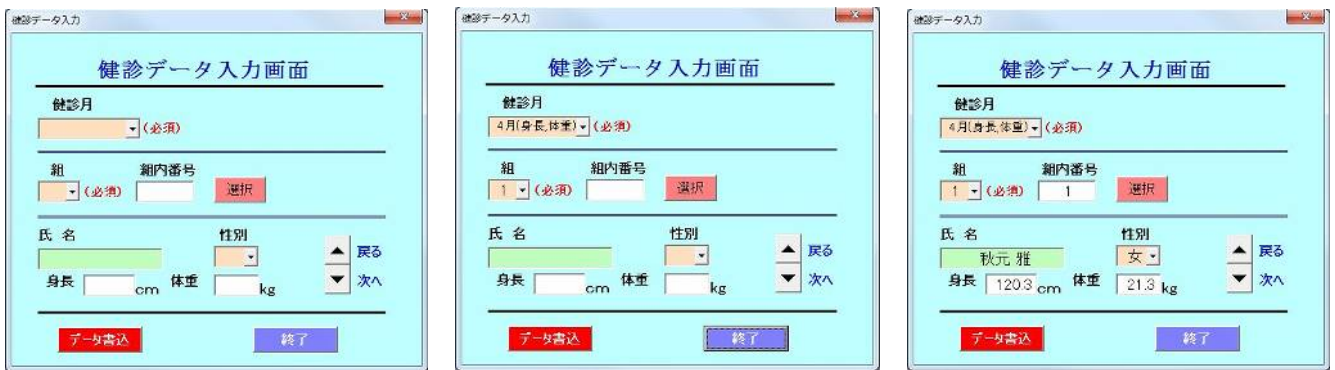 健診データ入力
健診データ入力画面
健診月
(必須)
組 組内番号
(必須) 選択
氏 名 性別
戻る
身長 cm 体重 kg 次へ
データ書込 終了
健診データ入力
健診データ入力画面
健診月
4月(身長,体重) (必須)
組 組内番号
1 (必須) 選択
氏 名 性別
戻る
身長 cm 体重 kg 次へ
データ書込 終了
健診データ入力
健診データ入力画面
健診月
4月(身長,体重) (必須)
組 組内番号
1 (必須) 1 選択
氏 名 性別
秋元 雅 女 戻る
身長 120.3 cm 体重 21.3 kg 次へ
データ書込 終了